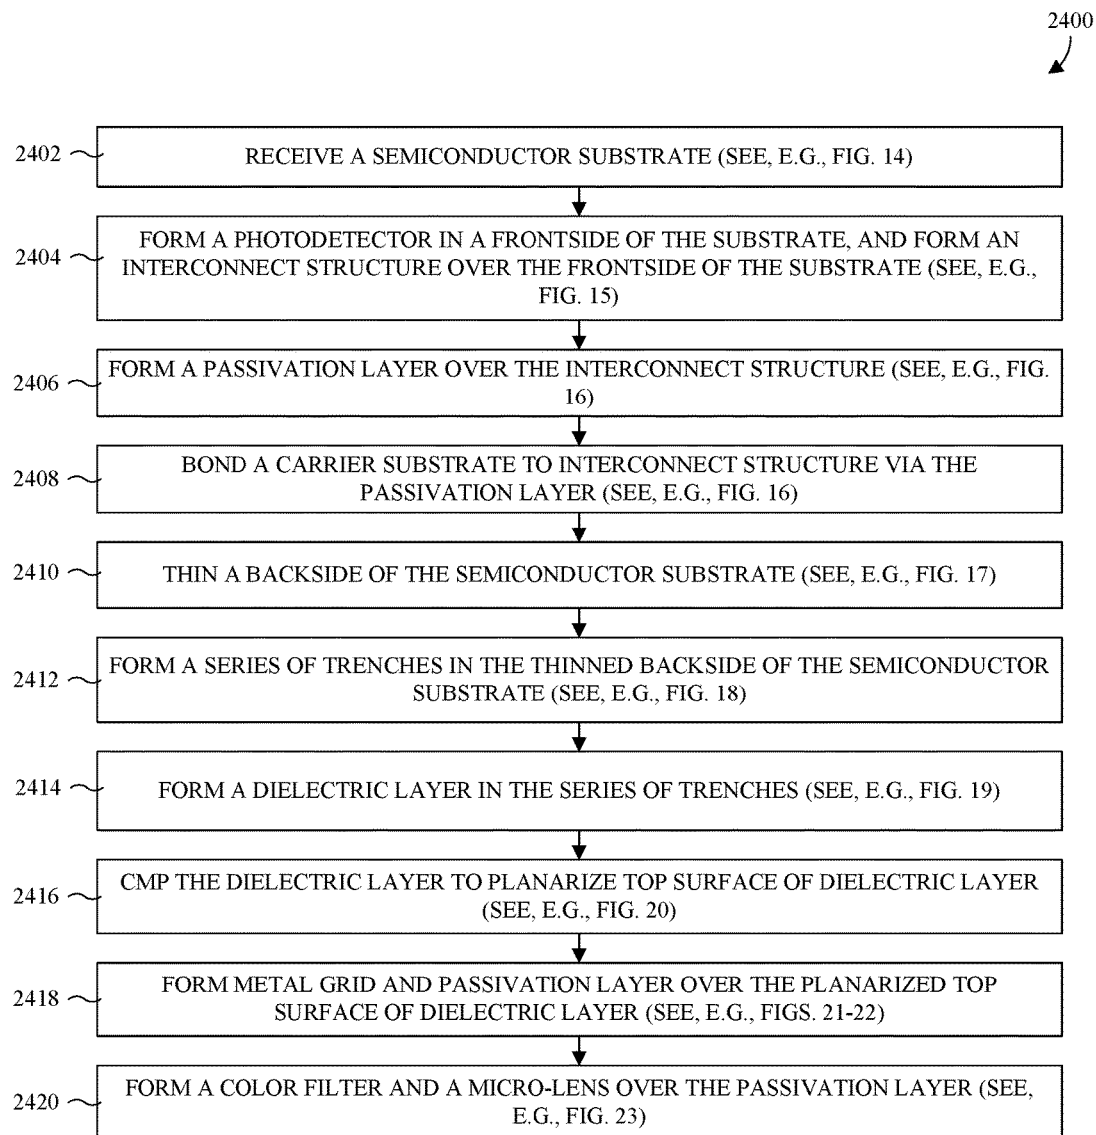 2400
2402
RECEIVE A SEMICONDUCTOR SUBSTRATE (SEE, E.G., FIG. 14)
2404
FORM A PHOTODETECTOR IN A FRONTSIDE OF THE SUBSTRATE, AND FORM AN
INTERCONNECT STRUCTURE OVER THE FRONTSIDE OF THE SUBSTRATE (SEE, E.G.,
FIG. 15)
2406
FORM A PASSIVATION LAYER OVER THE INTERCONNECT STRUCTURE (SEE, E.G., FIG.
16)
2408
BOND A CARRIER SUBSTRATE TO INTERCONNECT STRUCTURE VIA THE
PASSIVATION LAYER (SEE, E.G., FIG. 16)
2410
THIN A BACKSIDE OF THE SEMICONDUCTOR SUBSTRATE (SEE, E.G., FIG. 17)
2412
FORM A SERIES OF TRENCHES IN THE THINNED BACKSIDE OF THE SEMICONDUCTOR
SUBSTRATE (SEE, E.G., FIG. 18)
2414
FORM A DIELECTRIC LAYER IN THE SERIES OF TRENCHES (SEE, E.G., FIG. 19)
2416
CMP THE DIELECTRIC LAYER TO PLANARIZE TOP SURFACE OF DIELECTRIC LAYER
(SEE, E.G., FIG. 20)
2418
FORM METAL GRID AND PASSIVATION LAYER OVER THE PLANARIZED TOP
SURFACE OF DIELECTRIC LAYER (SEE, E.G., FIGS. 21-22)
2420
FORM A COLOR FILTER AND A MICRO-LENS OVER THE PASSIVATION LAYER (SEE,
E.G., FIG. 23)